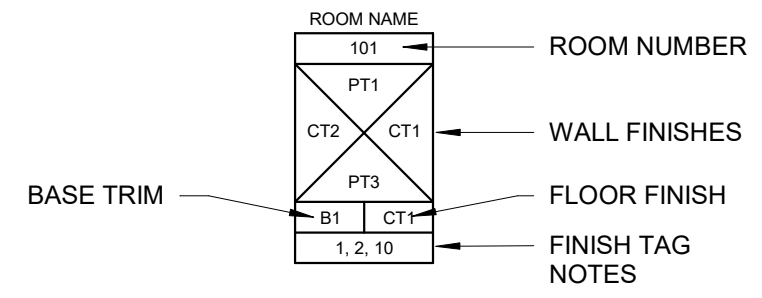 ROOM NAME
101
ROOM NUMBER
PT1
CT2
CT1
WALL FINISHES
PT3
BASE TRIM
B1
CT1
FLOOR FINISH
1, 2, 10
FINISH TAG
NOTES